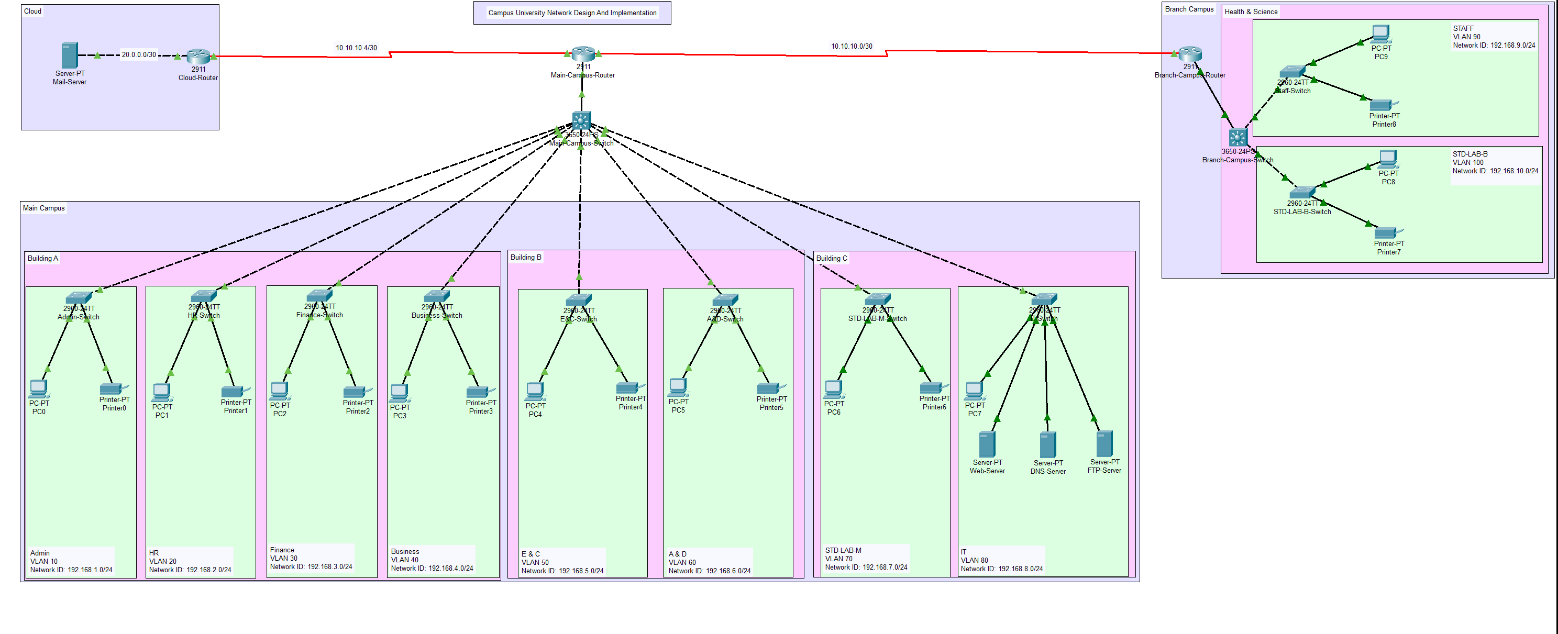 Cloud
Server-PT
Mail-Server
20.0.0.0/30
2911
Cloud-Router
10.10.10.4/30
Campus University Network Design And Implementation
2911
Main-Campus-Router
10.10.10.0/30
Main-Campus-Switch
Branch Campus
Branch-Campus-Router
Health & Science
STAFF
VLAN 90
Network ID: 192.168.9.0/24
PC-PT
PC9
2960-24TT
Printer-PT
Printer8
Branch-Campus-Switch
STD-LAB-B
VLAN 100
Network ID: 192.168.10.0/24
PC-PT
PC8
2960-24TT
STD-LAB-B-Switch
Printer-PT
Printer7
Main Campus
Building A
2960-24TT
Admin-Switch
PC-PT
PC0
Printer-PT
Printer0
Admin
VLAN 10
Network ID: 192.168.1.0/24
2960-24TT
HR-Switch
PC-PT
PC1
Printer-PT
Printer1
HR
VLAN 20
Network ID: 192.168.2.0/24
2960-24TT
Finance-Switch
PC-PT
PC2
Printer-PT
Printer2
Finance
VLAN 30
Network ID: 192.168.3.0/24
2960-24TT
Business-Switch
PC-PT
PC3
Printer-PT
Printer3
Business
VLAN 40
Network ID: 192.168.4.0/24
Building B
2960-24TT
E&C-Switch
PC-PT
PC4
Printer-PT
Printer4
E & C
VLAN 50
Network ID: 192.168.5.0/24
2960-24TT
A&D-Switch
PC-PT
PC5
Printer-PT
Printer5
A & D
VLAN 60
Network ID: 192.168.6.0/24
Building C
2960-24TT
STD-LAB-M-Switch
PC-PT
PC6
Printer-PT
Printer6
STD LAB M
VLAN 70
Network ID: 192.168.7.0/24
PC-PT
PC7
Server-PT
Web-Server
Server-PT
DNS-Server
Server-PT
FTP-Server
IT
VLAN 80
Network ID: 192.168.8.0/24